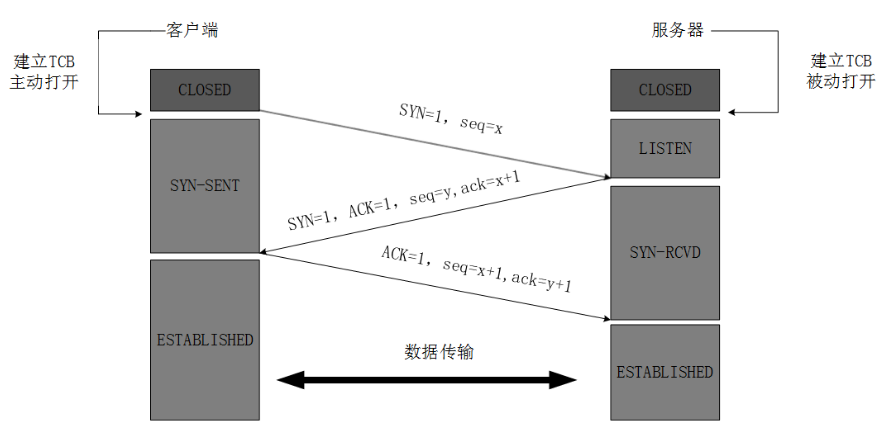 客户端
服务器
建立TCB
主动打开
建立TCB
被动打开
CLOSED
CLOSED
SYN=1, seq=x
LISTEN
SYN-SENT
SYN=1, ACK=1, seq=y,ack=x+1
ACK=1, seq=x+1,ack=y+1
SYN-RCVD
ESTABLISHED
数据传输
ESTABLISHED